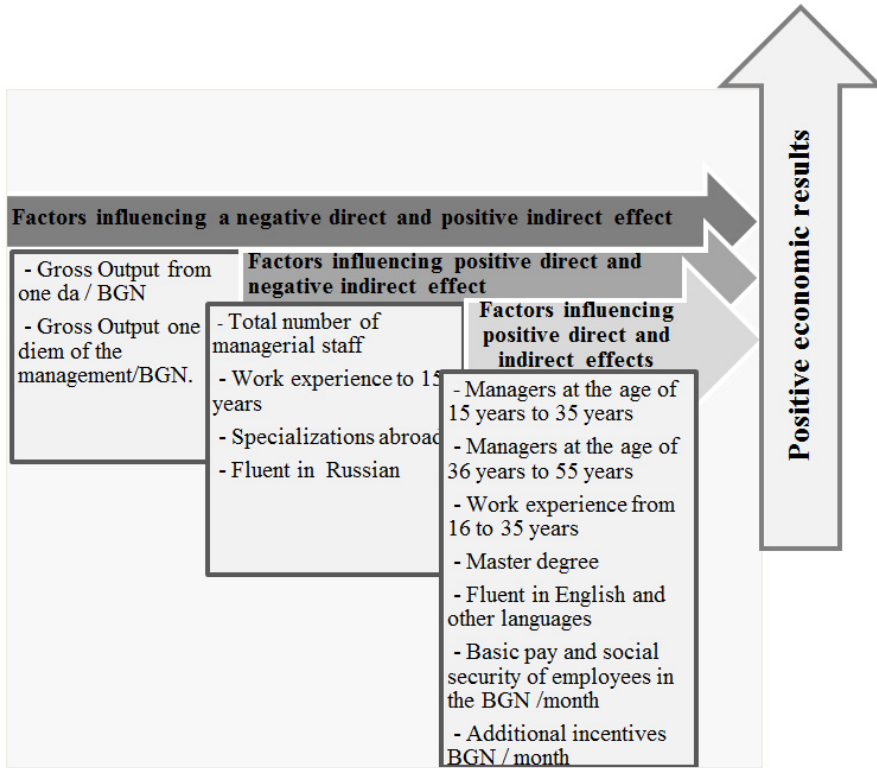 Factors influencing a negative direct and positive indirect effect
- Gross Output from
one da / BGN
- Gross Output one
diem of the
management/BGN.
Factors influencing positive direct and
negative indirect effect
- Total number of
managerial staff
- Work experience to 15
years
- Specializations abroad
- Fluent in Russian
Factors influencing
positive direct and
indirect effects
- Managers at the age of
15 years to 35 years
- Managers at the age of
36 years to 55 years
- Work experience from
16 to 35 years
- Master degree
- Fluent in English and
other languages
- Basic pay and social
security of employees in
the BGN /month
- Additional incentives
BGN / month
Positive economic results